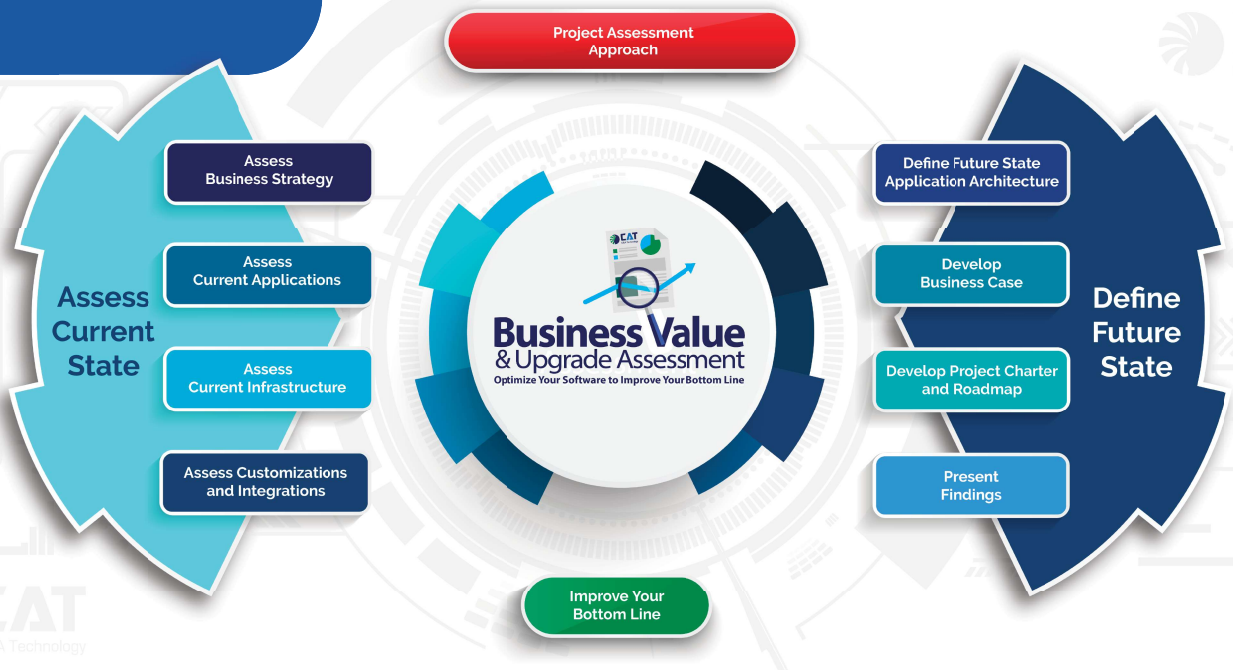 Project Assessment
Approach
Assess
Current
State
Assess
Business Strategy
Assess
Current Applications
Assess
Current Infrastructure
Assess Customizations
and Integrations
CAT
Business Value
& Upgrade Assessment
Optimize Your Software to Improve Your Bottom Line
Define Future State
Application Architecture
Develop
Business Case
Develop Project Charter
and Roadmap
Present
Findings
Define
Future
State
Improve Your
Bottom Line
CAT
A Technology